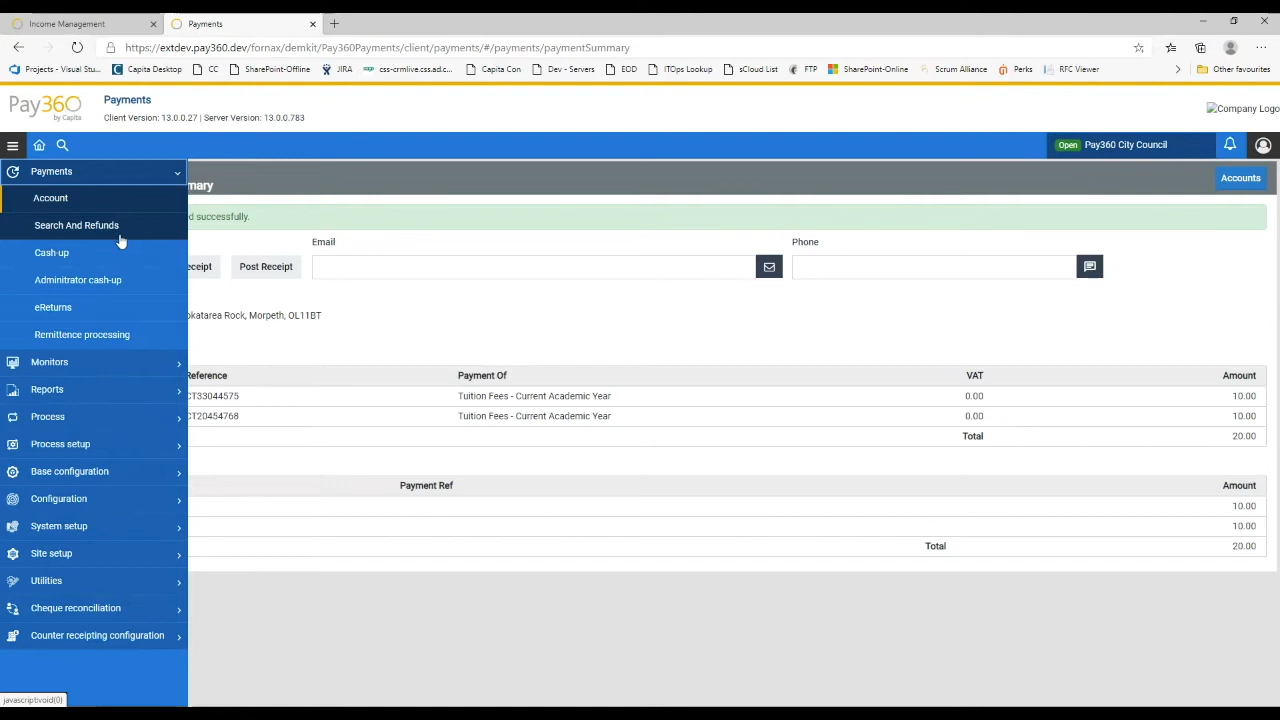 Income Management
Payments
https://extdev.pay360.dev/fornax/demkit/Pay360Payments/client/payments/#/payments/paymentSummary
Projects - Visual Stu...
Capita Desktop
CC
SharePoint-Offline
JIRA
css-crmlive.css.ad.c...
Capita Con
Dev - Servers
EOD
ITOps Lookup
sCloud List
FTP
SharePoint-Online
Scrum Alliance
Perks
RFC Viewer
Other favourites
Pay360
by Capita
Payments
Client Version: 13.0.0.27 | Server Version: 13.0.0.783
Company Logo
Open Pay360 City Council
Payments
Account
Search And Refunds
Cash-up
Adminitrator cash-up
eReturns
Remittence processing
Monitors
Reports
Process
Process setup
Base configuration
Configuration
System setup
Site setup
Utilities
Cheque reconciliation
Counter receipting configuration
mary
Accounts
d successfully.
Email
Phone
eceipt
Post Receipt
okatarea Rock, Morpeth, OL11BT
Reference Payment Of VAT Amount
CT33044575 Tuition Fees - Current Academic Year 0.00 10.00
CT20454768 Tuition Fees - Current Academic Year 0.00 10.00
Total 20.00
Payment Ref Amount
10.00
10.00
Total 20.00
javascript:void(0)